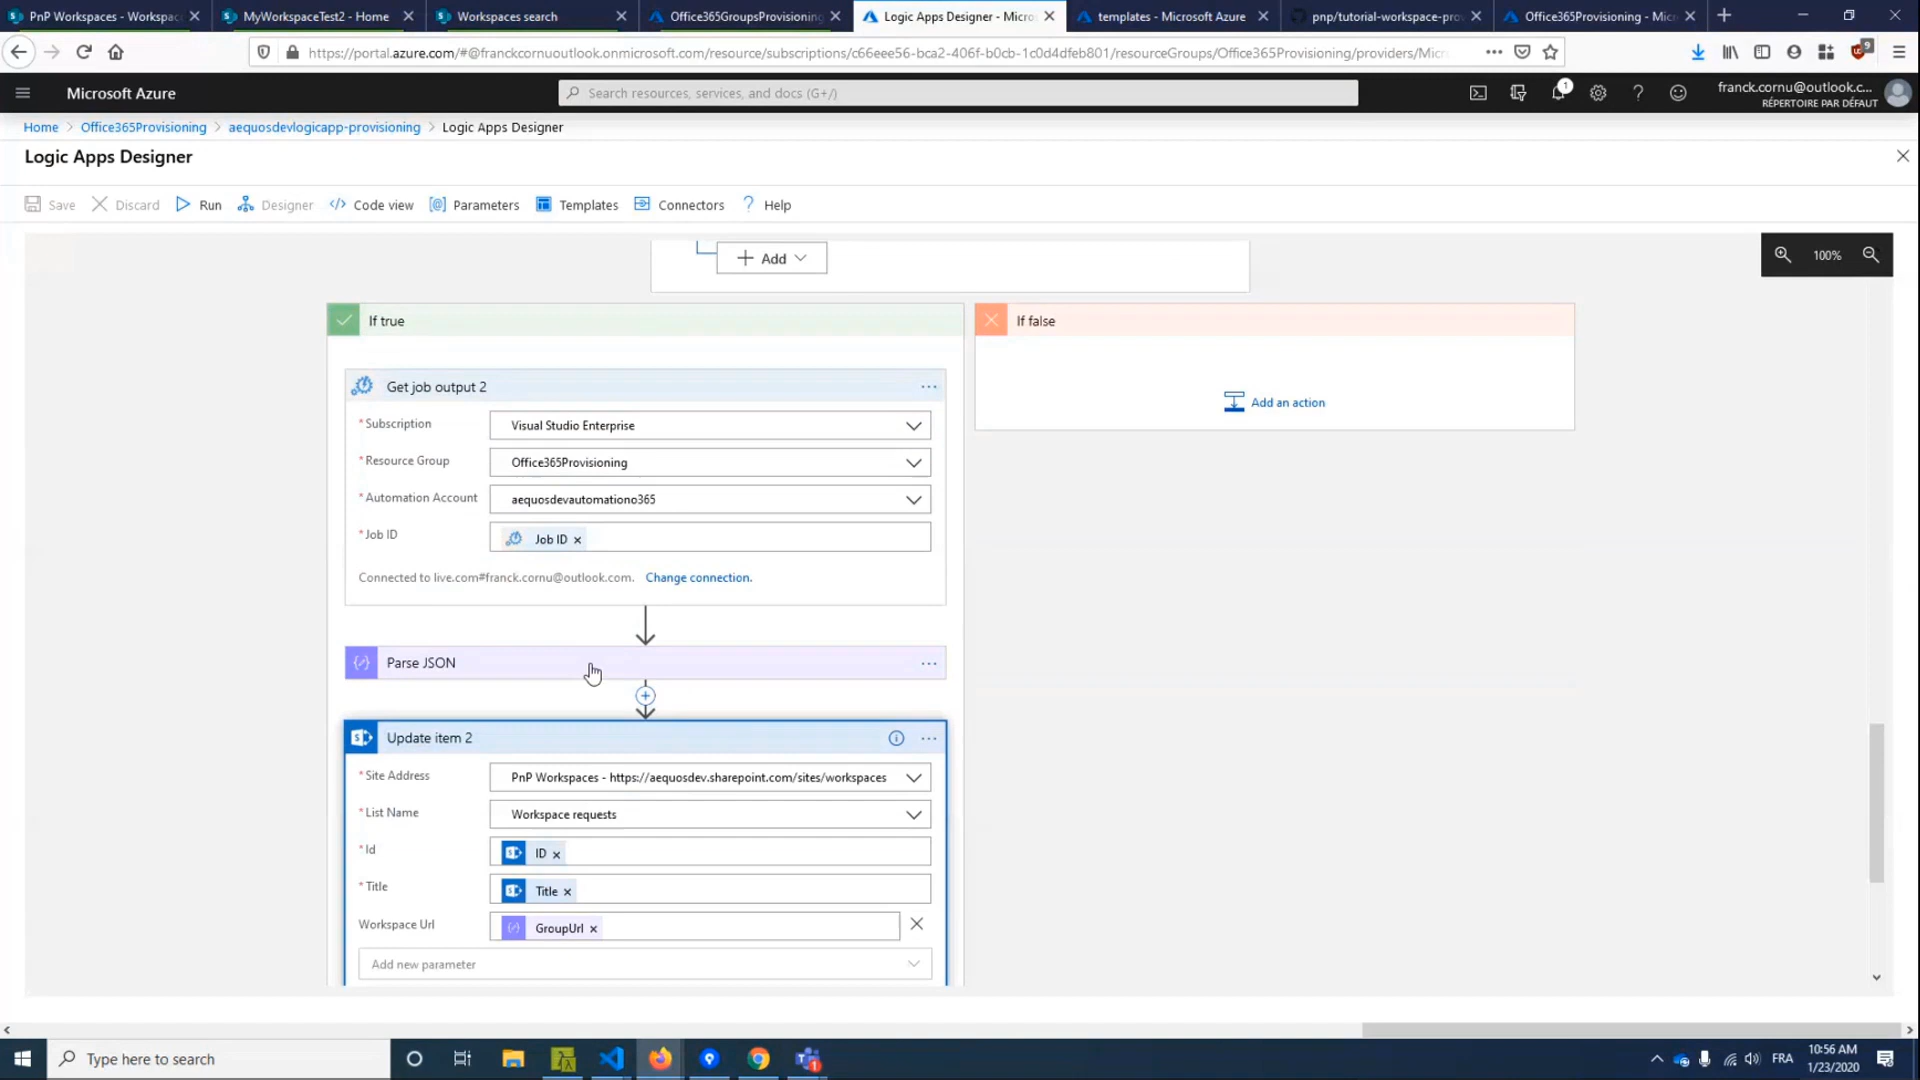 PnP Workspaces - Workspac
MyWorkspaceTest2 - Home
Workspaces search
Office365GroupsProvisioning
Logic Apps Designer - Micro
templates - Microsoft Azure
pnp/tutorial-workspace-prov
Office365Provisioning - Micr
https://portal.azure.com/#@franckcornuoutlook.onmicrosoft.com/resource/subscriptions/c66eee56-bca2-406f-b0cb-1c0d4dfeb801/resourceGroups/Office365Provisioning/providers/Micr
9
Microsoft Azure
Search resources, services, and docs (G+/)
1
franck.cornu@outlook.c...
RÉPERTOIRE PAR DÉFAUT
Home > Office365Provisioning > aequosdevlogicapp-provisioning > Logic Apps Designer
Logic Apps Designer
Save Discard Run Designer Code view Parameters Templates Connectors ? Help
+ Add
100%
If true
If false
Get job output 2
Add an action
* Subscription Visual Studio Enterprise
* Resource Group Office365Provisioning
* Automation Account aequosdevautomationo365
* Job ID Job ID ×
Connected to live.com#franck.cornu@outlook.com. Change connection.
Parse JSON
Update item 2
* Site Address PnP Workspaces - https://aequosdev.sharepoint.com/sites/workspaces
* List Name Workspace requests
* Id ID ×
* Title Title ×
Workspace Url GroupUrl ×
Add new parameter
Type here to search
FRA
10:56 AM
1/23/2020